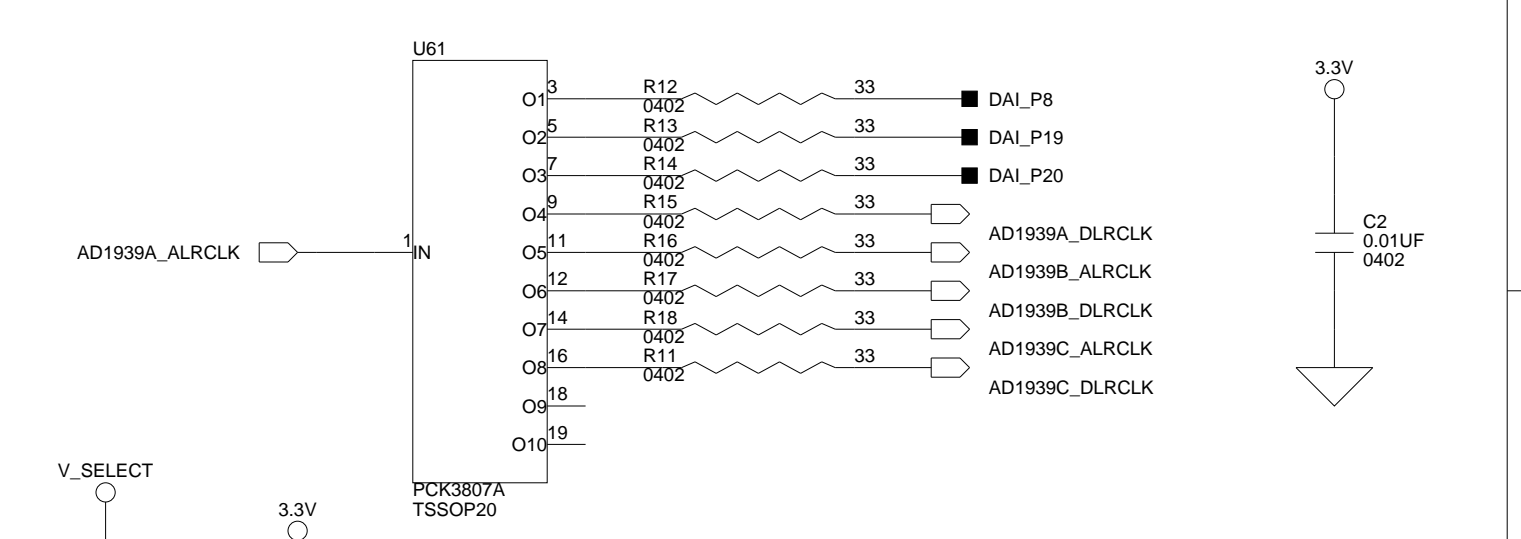 U61
3.3V
O1 3 R12 33 DAI_P8
0402
O2 5 R13 33 DAI_P19
0402
O3 7 R14 33 DAI_P20
0402
O4 9 R15 33
0402
AD1939A_DLRCLK
AD1939A_ALRCLK 1 IN O5 11 R16 33
0402
AD1939B_ALRCLK
C2
0.01UF
0402
O6 12 R17 33
0402
AD1939B_DLRCLK
O7 14 R18 33
0402
AD1939C_ALRCLK
O8 16 R11 33
0402
AD1939C_DLRCLK
O9 18
O10 19
V_SELECT
PCK3807A
TSSOP20
3.3V